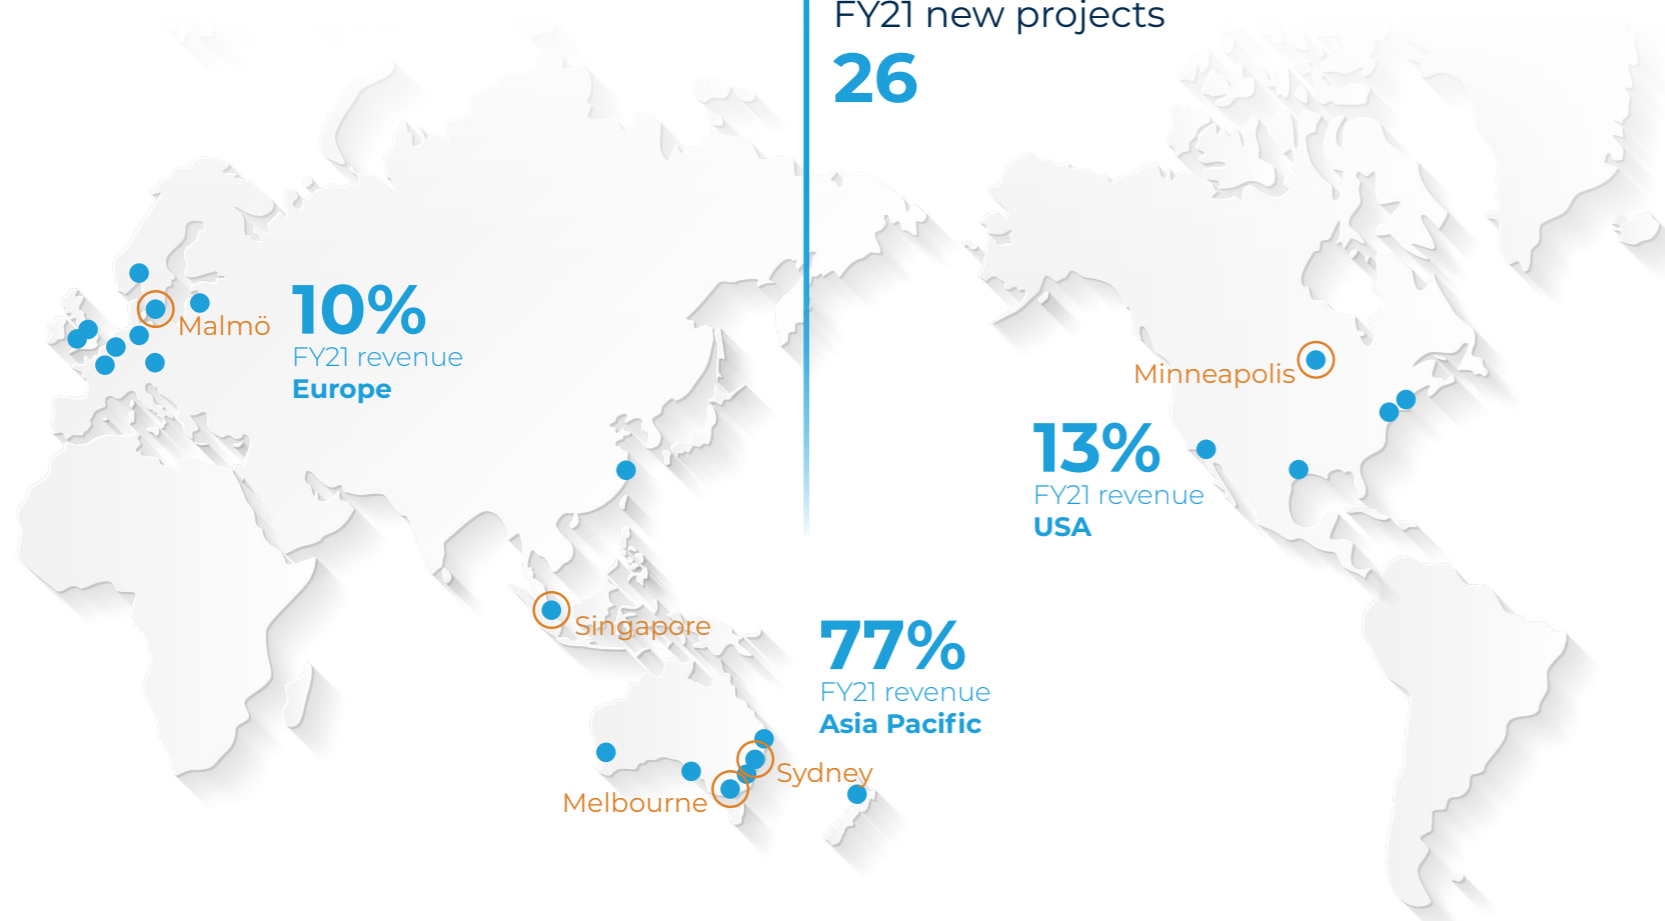 FY21 new projects
26
10%
FY21 revenue
Europe
Malmö
Minneapolis
13%
FY21 revenue
USA
Singapore
77%
FY21 revenue
Asia Pacific
Sydney
Melbourne